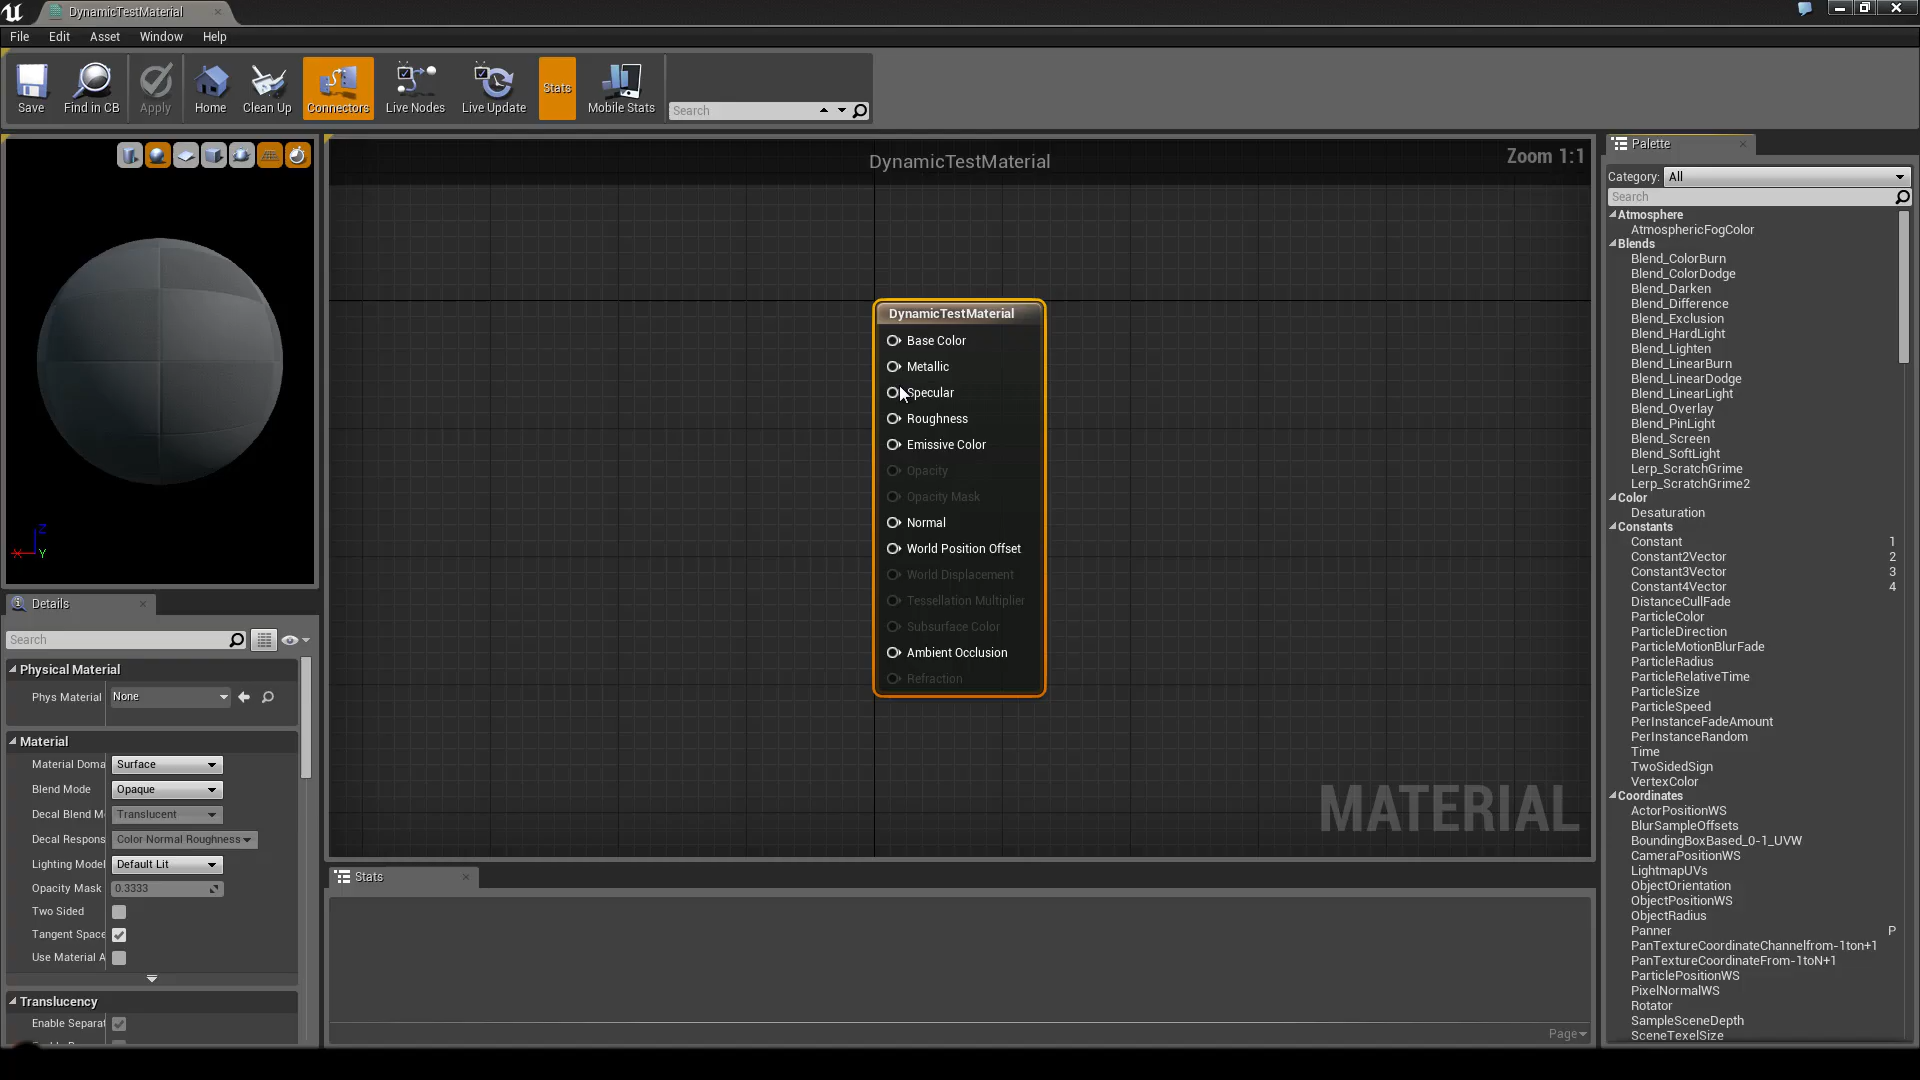 DynamicTestMaterial
File Edit Asset Window Help
Save Find in CB Apply Home Clean Up Connectors Live Nodes Live Update Stats Mobile Stats Search
DynamicTestMaterial
Zoom 1:1
DynamicTestMaterial
Base Color
Metallic
Specular
Roughness
Emissive Color
Opacity
Opacity Mask
Normal
World Position Offset
World Displacement
Tessellation Multiplier
Subsurface Color
Ambient Occlusion
Refraction
MATERIAL
Z
X Y
Details
Search
Physical Material
Phys Material None
Material
Material Doma Surface
Blend Mode Opaque
Decal Blend M Translucent
Decal Respons Color Normal Roughness
Lighting Model Default Lit
Opacity Mask 0.3333
Two Sided
Tangent Space
Use Material A
Translucency
Enable Separat
Stats
Page
Palette
Category: All
Search
Atmosphere
AtmosphericFogColor
Blends
Blend_ColorBurn
Blend_ColorDodge
Blend_Darken
Blend_Difference
Blend_Exclusion
Blend_HardLight
Blend_Lighten
Blend_LinearBurn
Blend_LinearDodge
Blend_LinearLight
Blend_Overlay
Blend_PinLight
Blend_Screen
Blend_SoftLight
Lerp_ScratchGrime
Lerp_ScratchGrime2
Color
Desaturation
Constants
Constant 1
Constant2Vector 2
Constant3Vector 3
Constant4Vector 4
DistanceCullFade
ParticleColor
ParticleDirection
ParticleMotionBlurFade
ParticleRadius
ParticleRelativeTime
ParticleSize
ParticleSpeed
PerInstanceFadeAmount
PerInstanceRandom
Time
TwoSidedSign
VertexColor
Coordinates
ActorPositionWS
BlurSampleOffsets
BoundingBoxBased_0-1_UVW
CameraPositionWS
LightmapUVs
ObjectOrientation
ObjectPositionWS
ObjectRadius
Panner P
PanTextureCoordinateChannelfrom-1ton+1
PanTextureCoordinateFrom-1toN+1
ParticlePositionWS
PixelNormalWS
Rotator
SampleSceneDepth
SceneTexelSize